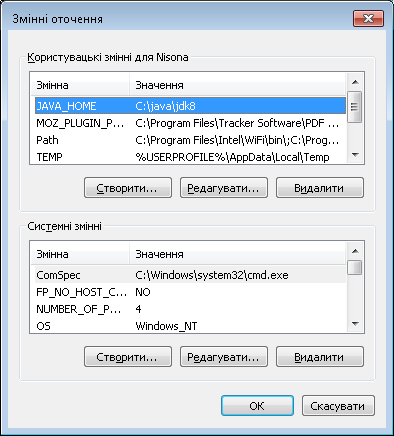 Змінні оточення
Користувацькі змінні для Nisona
Змінна Значення
JAVA_HOME C:\java\jdk8
MOZ_PLUGIN_P... C:\Program Files\Tracker Software\PDF ...
Path C:\Program Files\Intel\WiFi\bin\;C:\Prog...
TEMP %USERPROFILE%\AppData\Local\Temp
Створити... Редагувати... Видалити
Системні змінні
Змінна Значення
ComSpec C:\Windows\system32\cmd.exe
FP_NO_HOST_C... NO
NUMBER_OF_P... 4
OS Windows_NT
Створити... Редагувати... Видалити
OK Скасувати